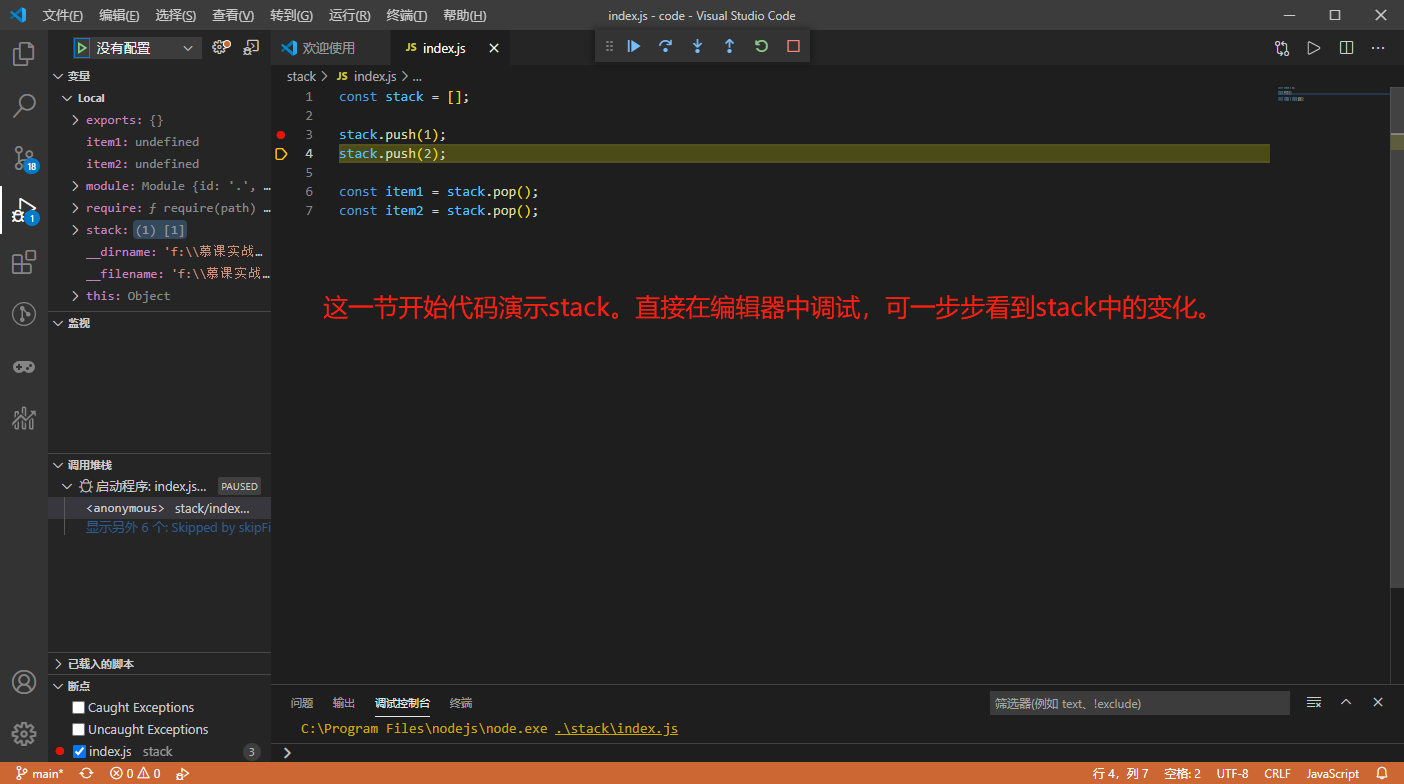 文件(F) 编辑(E) 选择(S) 查看(V) 转到(G) 运行(R) 终端(T) 帮助(H) index.js - code - Visual Studio Code
没有配置
欢迎使用
JS index.js
变量
Local
exports: {}
item1: undefined
item2: undefined
module: Module {id: '.', …
require: ƒ require(path) …
stack: (1) [1]
__dirname: 'f:\\慕课实战…
__filename: 'f:\\慕课实战…
this: Object
监视
调用堆栈
启动程序: index.js... PAUSED
<anonymous> stack/index...
显示另外 6 个: Skipped by skipFi
已载入的脚本
断点
Caught Exceptions
Uncaught Exceptions
index.js stack 3
18
1
stack > JS index.js > ...
1 const stack = [];
2
3 stack.push(1);
4 stack.push(2);
5
6 const item1 = stack.pop();
7 const item2 = stack.pop();
这一节开始代码演示stack。直接在编辑器中调试，可一步步看到stack中的变化。
问题 输出 调试控制台 终端 筛选器(例如 text、!exclude)
C:\Program Files\nodejs\node.exe .\stack\index.js
main* 0 0 行 4，列 7 空格: 2 UTF-8 CRLF JavaScript